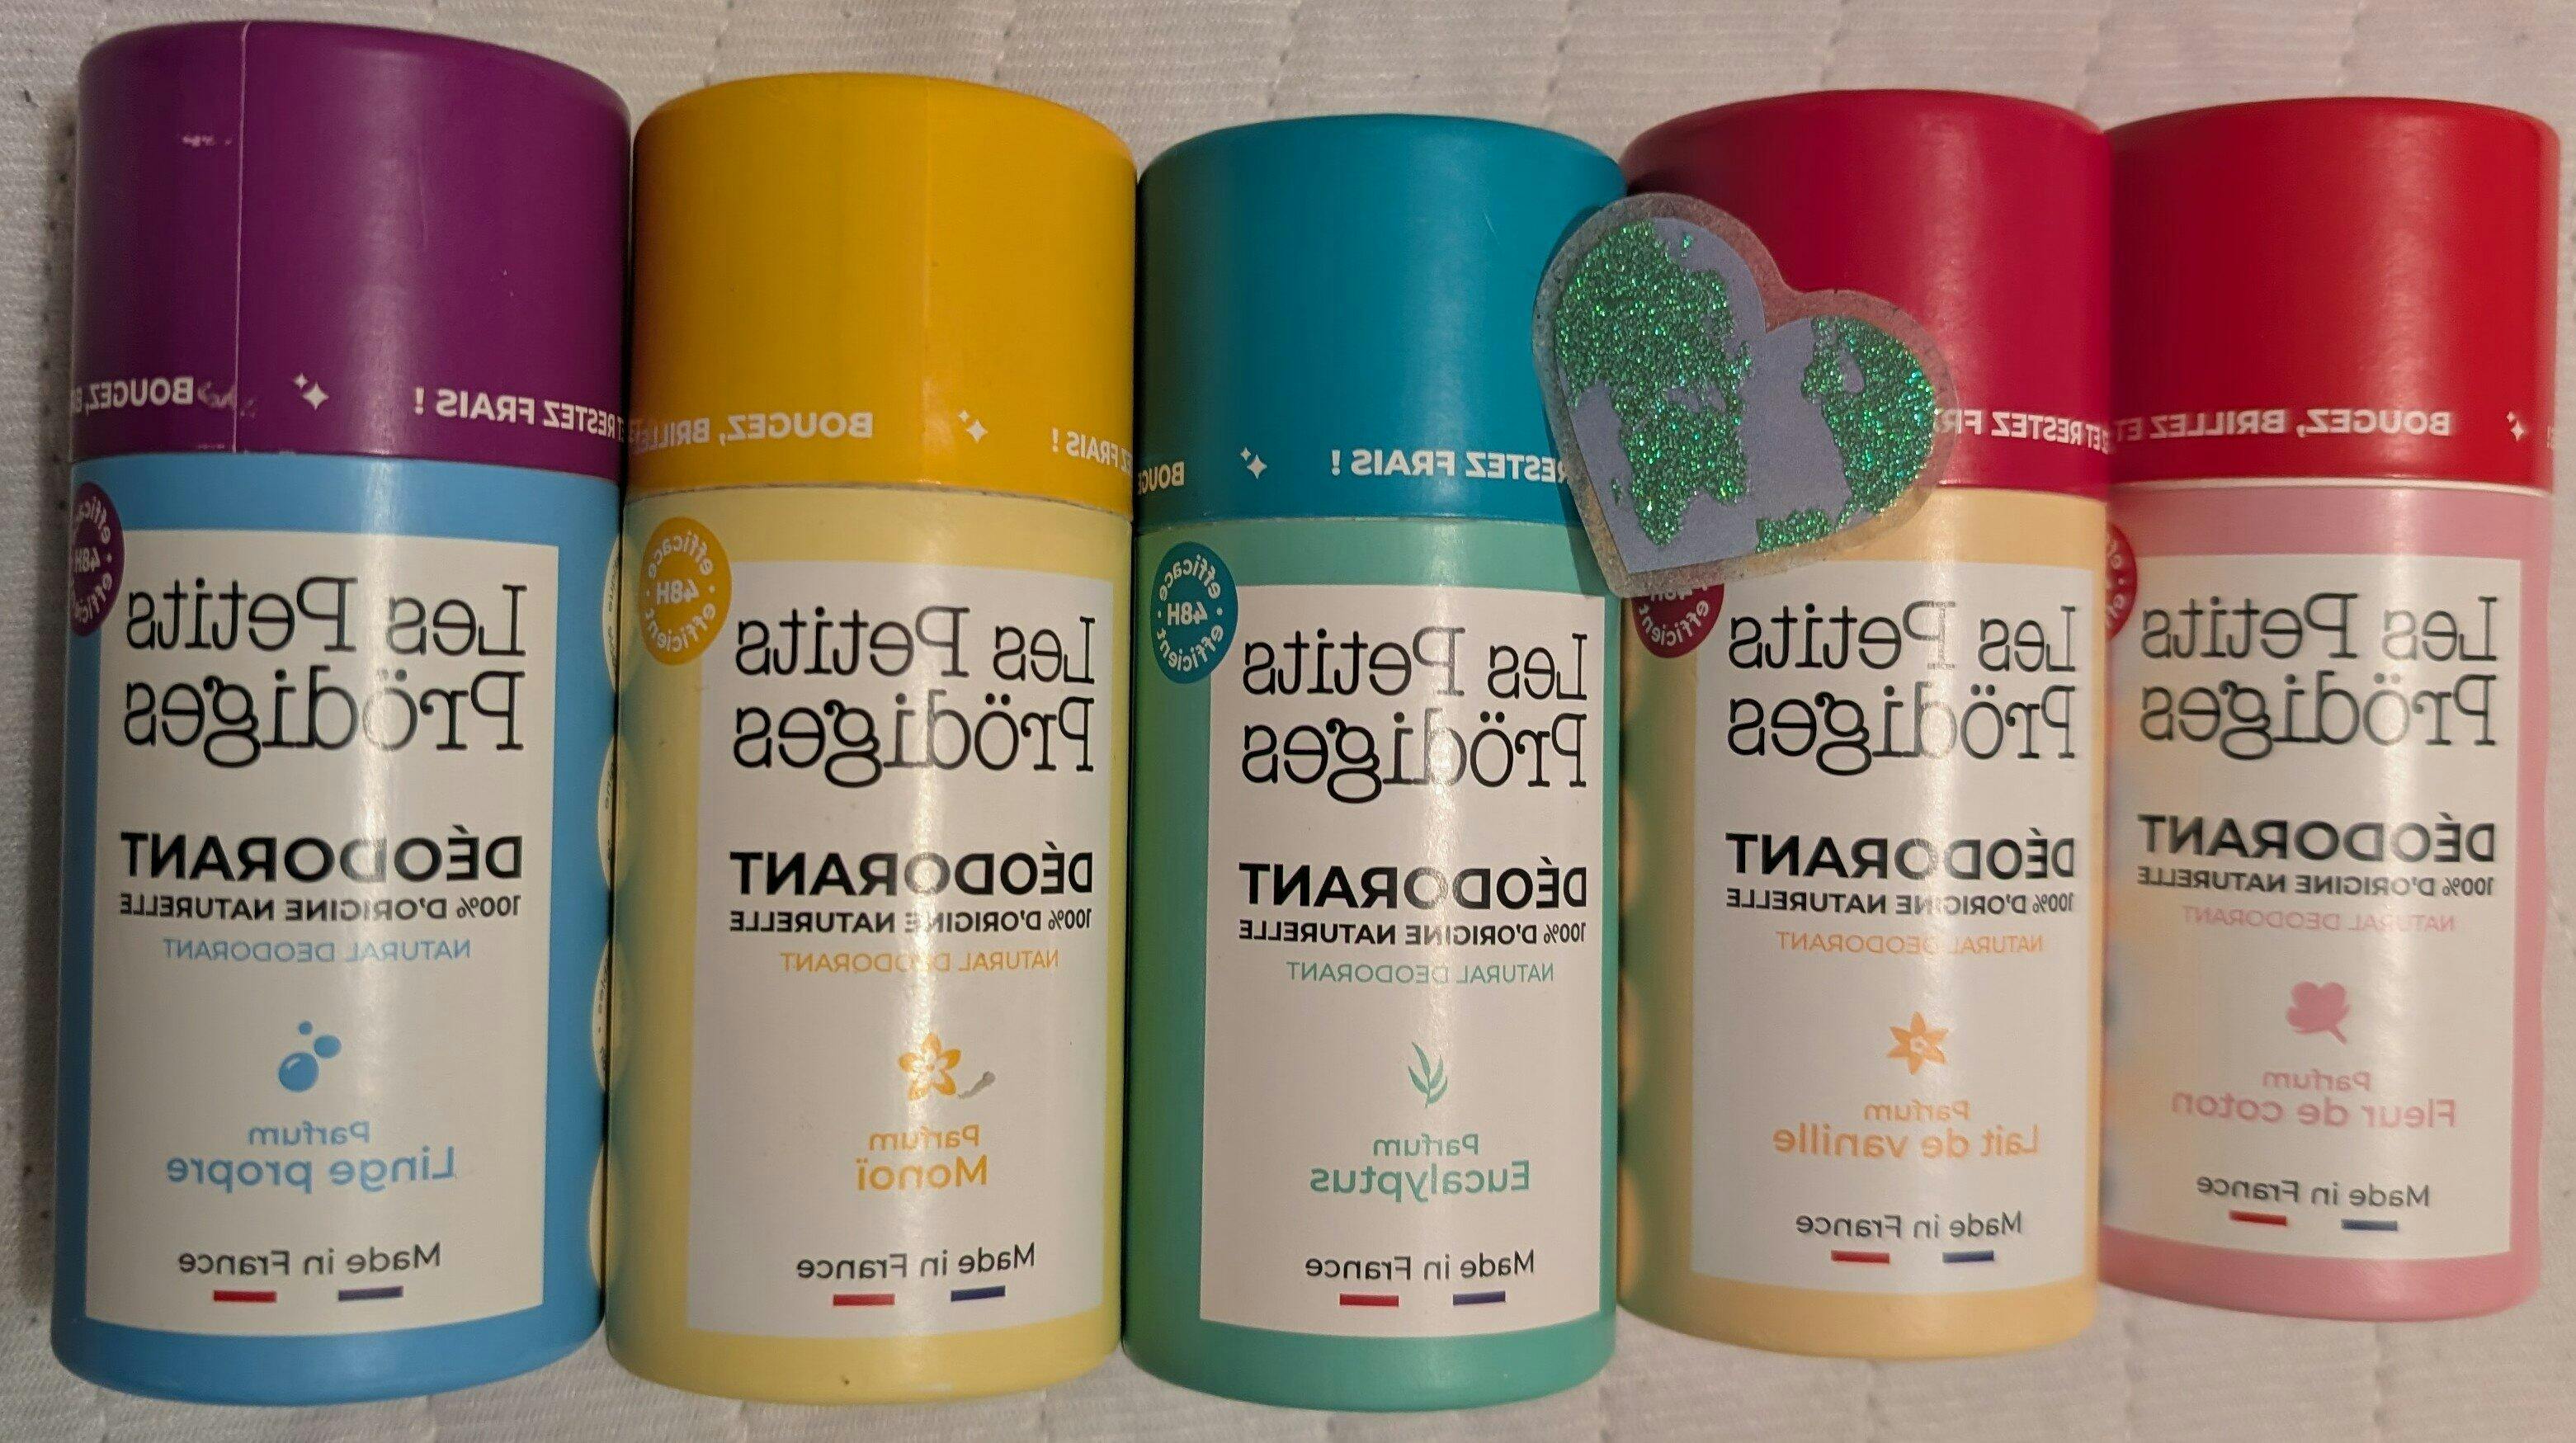 BOUGEZ, B
RESTEZ FRAIS !
efficace
48H
efficient
Les Petits
Prödiges
DÉODORANT
100% D'ORIGINE NATURELLE
NATURAL DEODORANT
Parfum
Linge propre
Made in France
BOUGEZ, BRILLE
EZ FRAIS !
efficace
48H
efficient
Les Petits
Prödiges
DÉODORANT
100% D'ORIGINE NATURELLE
NATURAL DEODORANT
Parfum
Monoï
Made in France
BOUGE
RESTEZ FRAIS !
efficace
48H
efficient
Les Petits
Prödiges
DÉODORANT
100% D'ORIGINE NATURELLE
NATURAL DEODORANT
Parfum
Eucalyptus
Made in France
ET RESTEZ FR
48H
efficient
Les Petits
Prödiges
DÉODORANT
100% D'ORIGINE NATURELLE
NATURAL DEODORANT
Parfum
Lait de vanille
Made in France
BOUGEZ, BRILLEZ ET
Les Petits
Prödiges
DÉODORANT
100% D'ORIGINE NATURELLE
NATURAL DEODORANT
Parfum
Fleur de coton
Made in France